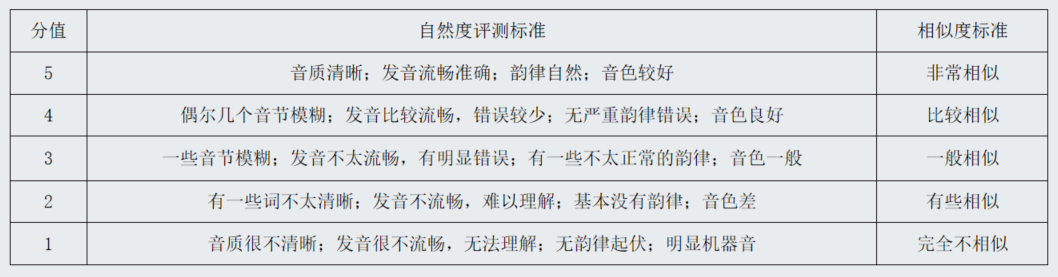 分值 自然度评测标准 相似度标准
5 音质清晰；发音流畅准确；韵律自然；音色较好 非常相似
4 偶尔几个音节模糊；发音比较流畅，错误较少；无严重韵律错误；音色良好 比较相似
3 一些音节模糊；发音不太流畅，有明显错误；有一些不太正常的韵律；音色一般 一般相似
2 有一些词不太清晰；发音不流畅，难以理解；基本没有韵律；音色差 有些相似
1 音质很不清晰；发音很不流畅，无法理解；无韵律起伏；明显机器音 完全不相似